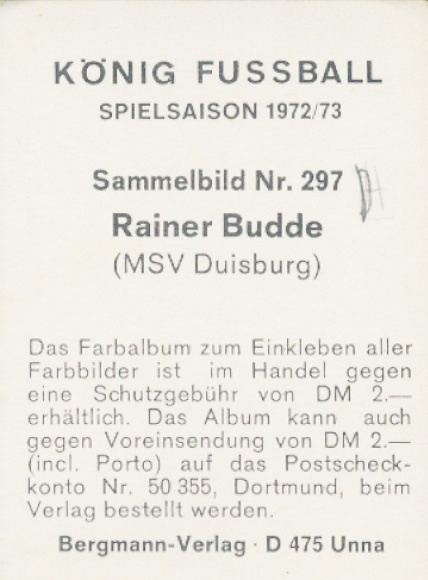 KÖNIG FUSSBALL
SPIELSAISON 1972/73
Sammelbild Nr. 297
Rainer Budde
(MSV Duisburg)
Das Farbalbum zum Einkleben aller
Farbbilder ist im Handel gegen
eine Schutzgebühr von DM 2.—
erhältlich. Das Album kann auch
gegen Voreinsendung von DM 2.—
(incl. Porto) auf das Postscheck-
konto Nr. 50 355, Dortmund, beim
Verlag bestellt werden.
Bergmann-Verlag · D 475 Unna